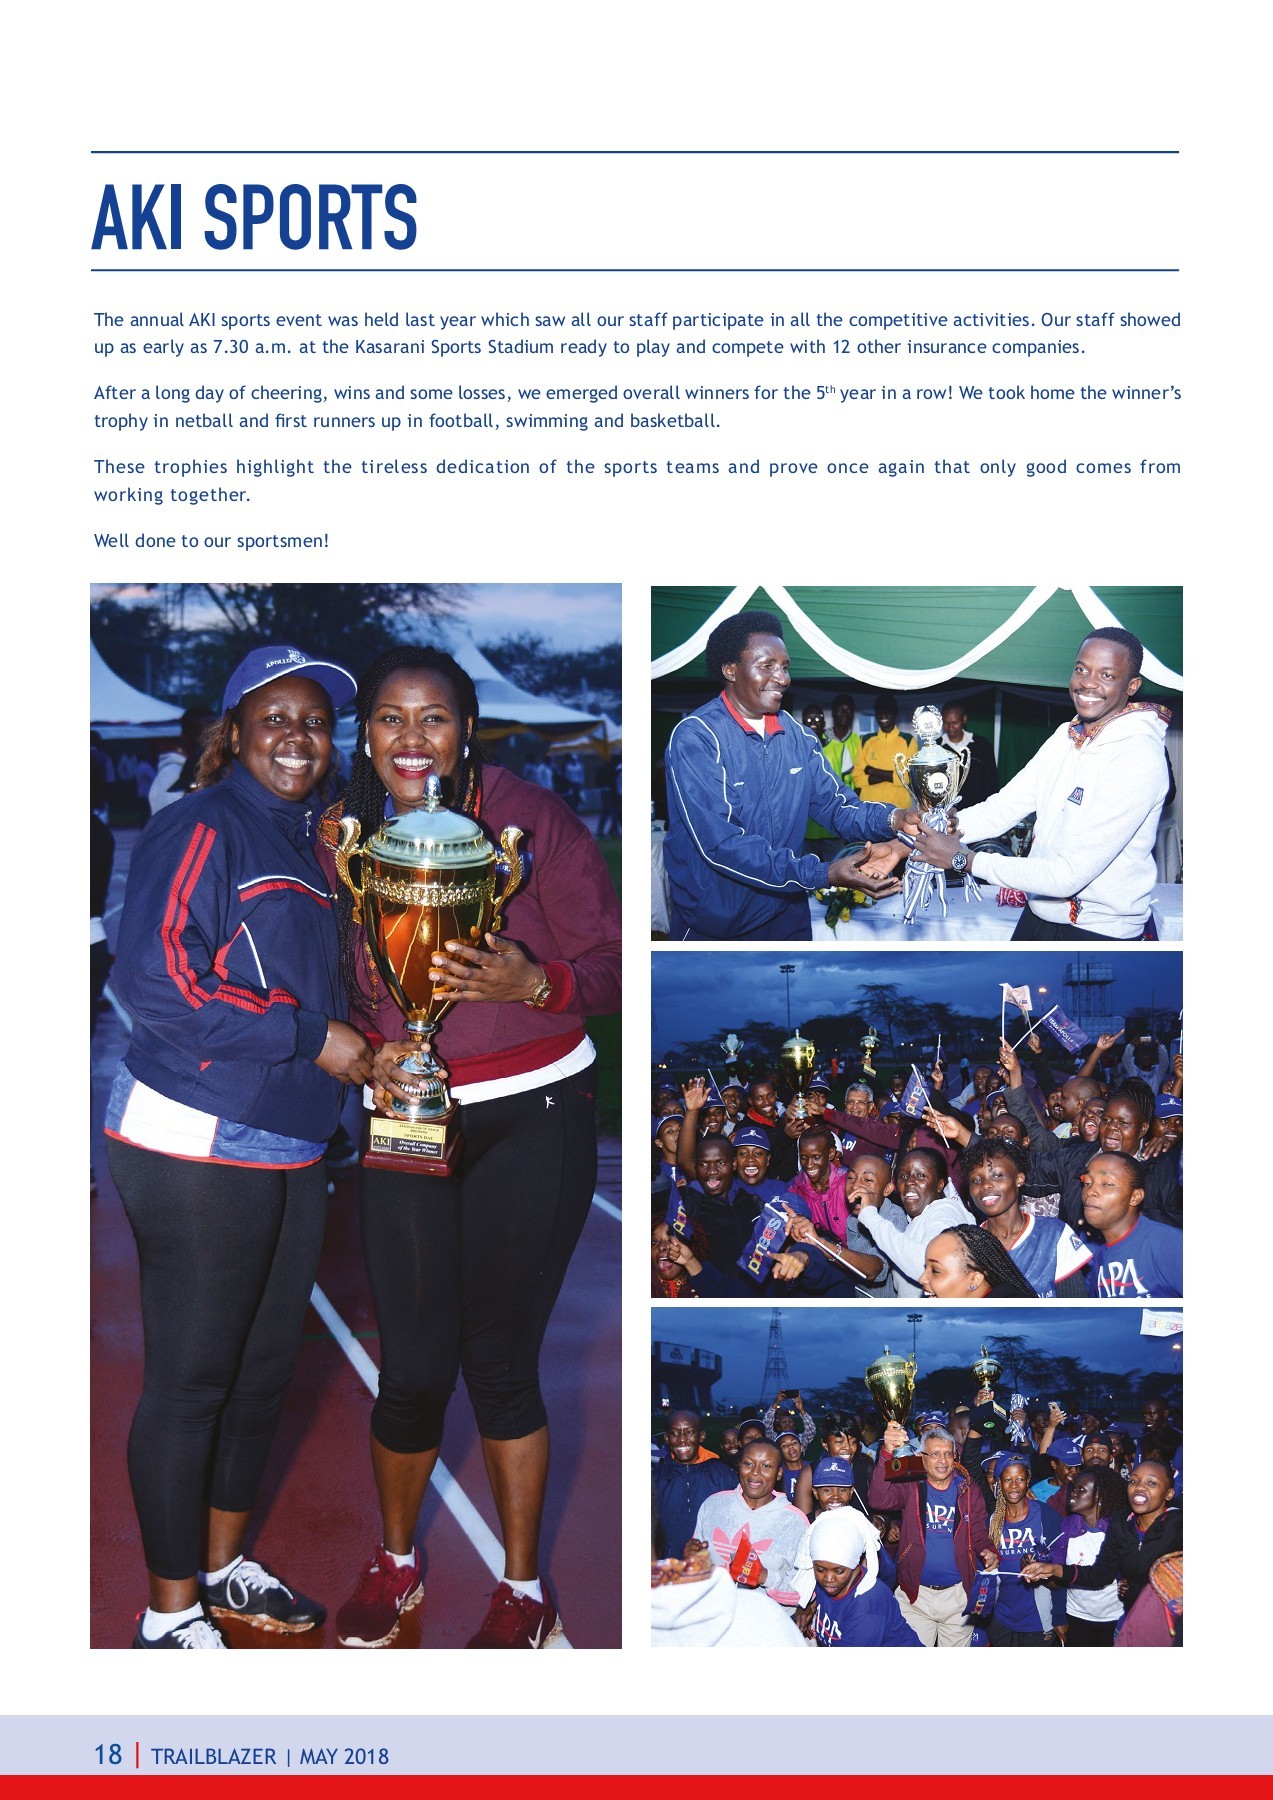 AKI SPORTS
The annual AKI sports event was held last year which saw all our staff participate in all the competitive activities. Our staff showed
up as early as 7.30 a.m. at the Kasarani Sports Stadium ready to play and compete with 12 other insurance companies.
After a long day of cheering, wins and some losses, we emerged overall winners for the 5th year in a row! We took home the winner's
trophy in netball and first runners up in football, swimming and basketball.
These trophies highlight the tireless dedication of the sports teams and prove once again that only good comes from
working together.
Well done to our sportsmen!
THE
APOLLO
SPORTS DAY
AKI
Overall Company
of the Year Winner
pioneers
APA
APA
APA
18 | TRAILBLAZER | MAY 2018